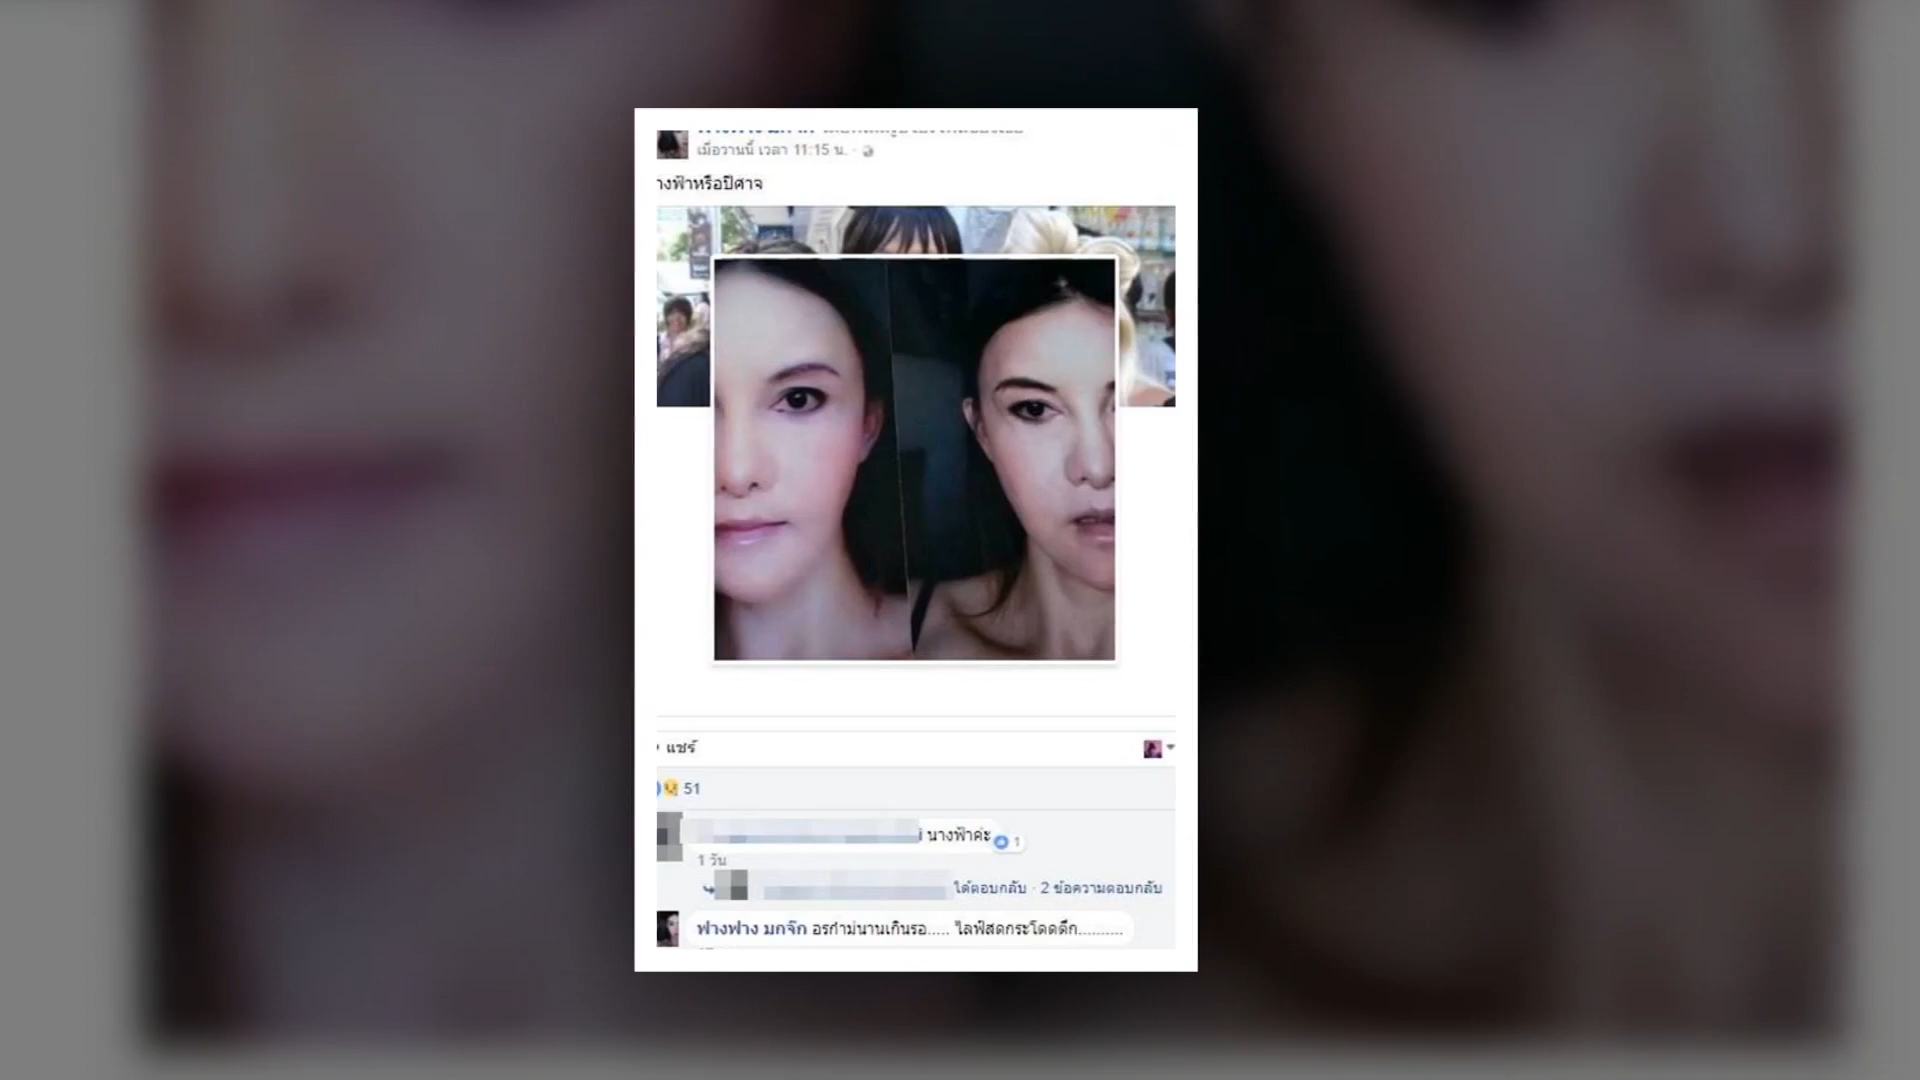 เมื่อวานนี้ เวลา 11:15 น. ·
างฟ้าหรือปีศาจ
แชร์
51
นางฟ้าค่ะ 1
1 วัน
ได้ตอบกลับ · 2 ข้อความตอบกลับ
ฟางฟาง มกจ๊ก อรกำม่นานเกินรอ..... ไลฟ์สดกระโดดตึก..........